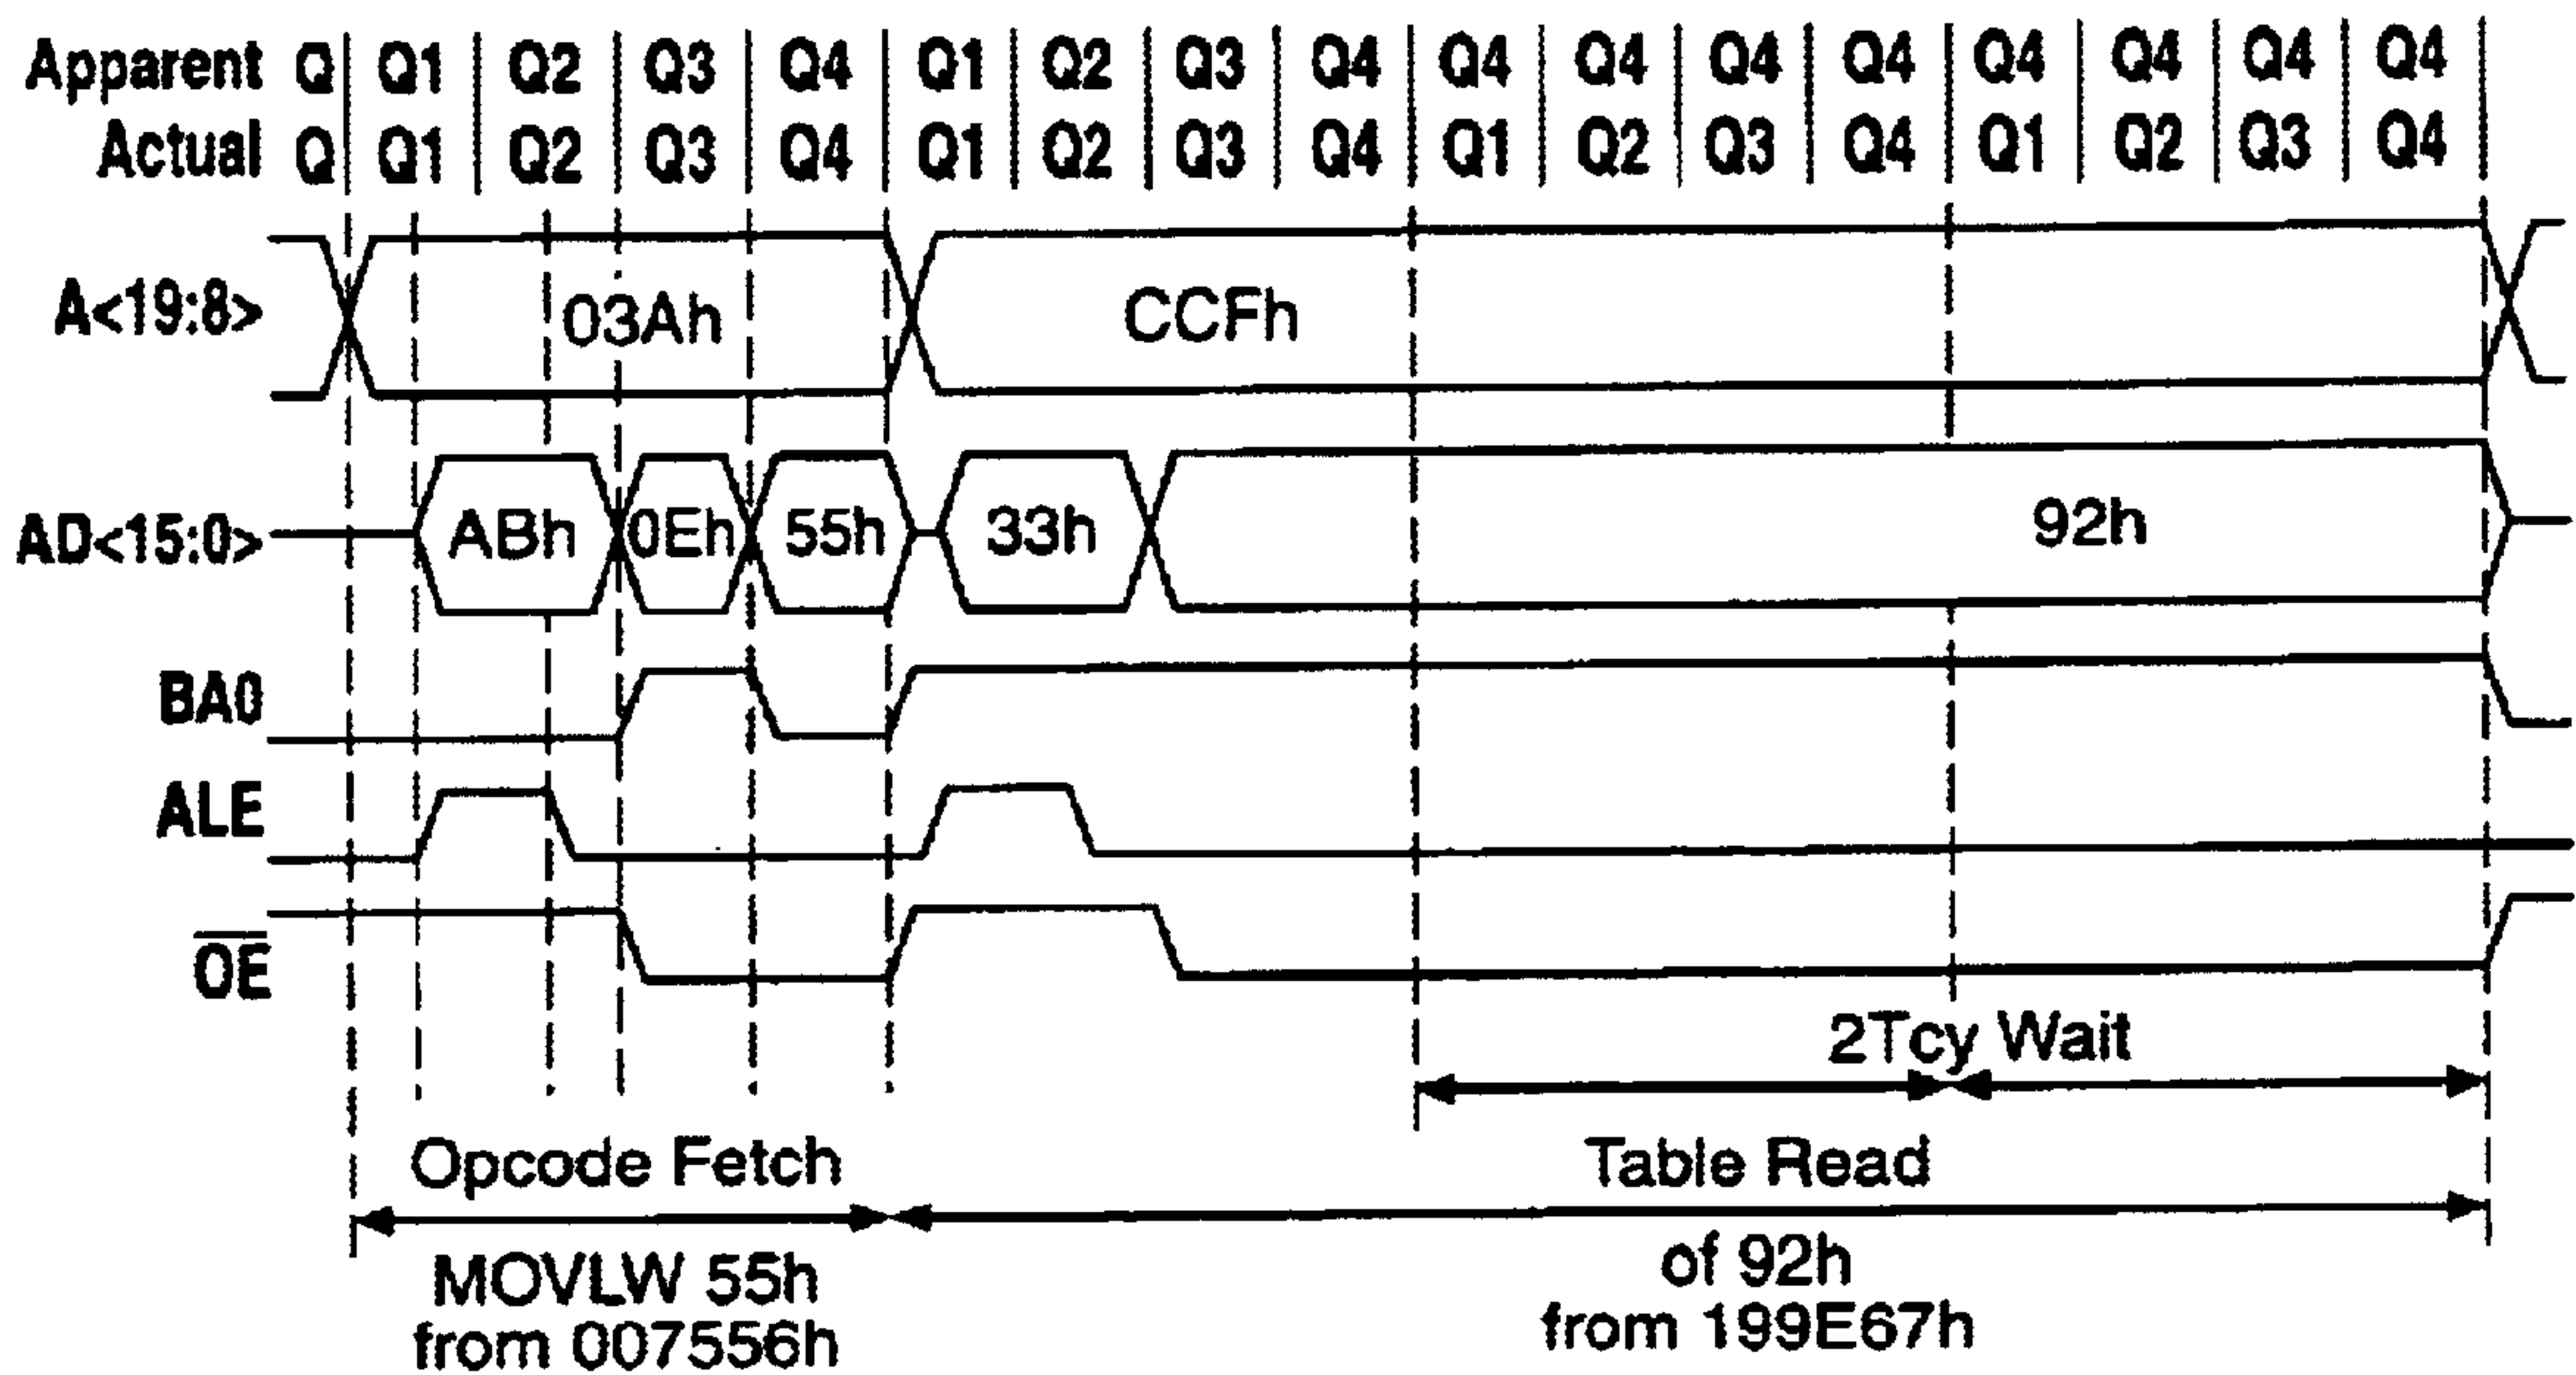 Apparent Q Q1 Q2 Q3 Q4 Q1 Q2 Q3 Q4 Q4 Q4 Q4 Q4 Q4 Q4 Q4 Q4
Actual Q Q1 Q2 Q3 Q4 Q1 Q2 Q3 Q4 Q1 Q2 Q3 Q4 Q1 Q2 Q3 Q4
A<19:8> 03Ah CCFh
AD<15:0> ABh 0Eh 55h 33h 92h
BA0
ALE
OE
2Tcy Wait
Opcode Fetch Table Read
MOVLW 55h of 92h
from 007556h from 199E67h